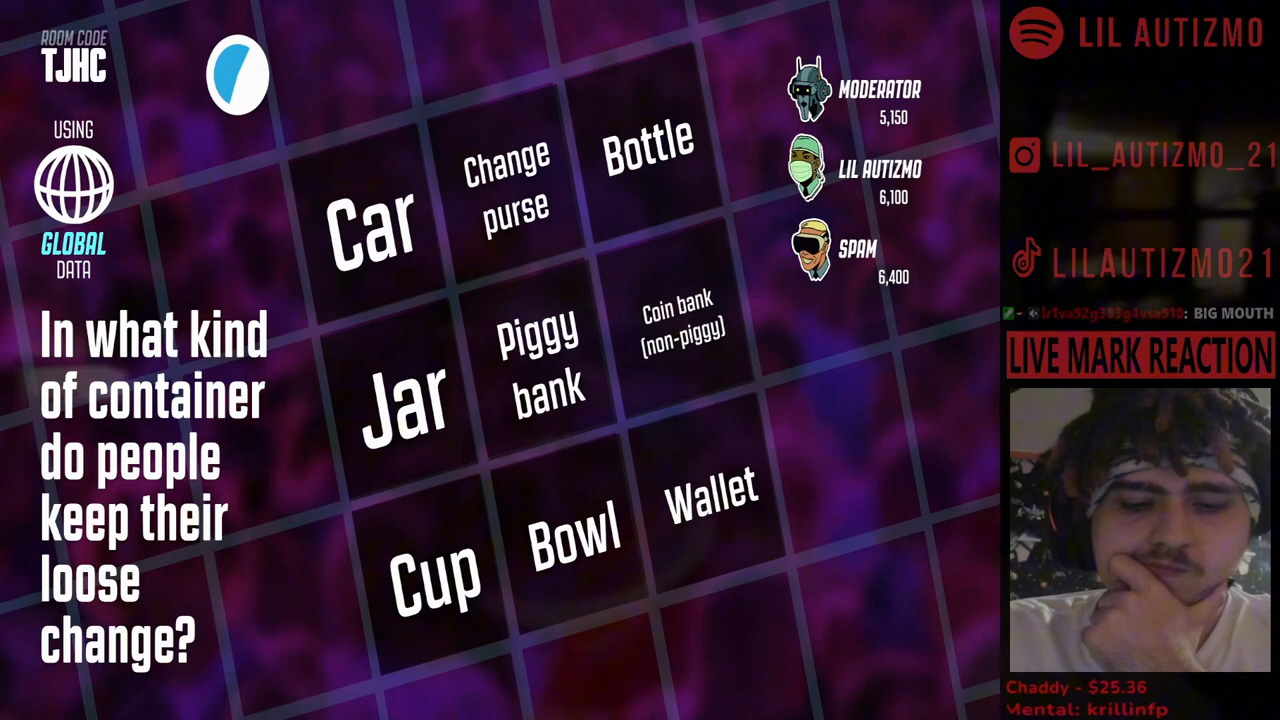 ROOM CODE
TJHC
USING
GLOBAL
DATA
In what kind
of container
do people
keep their
loose
change?
Car
Change
purse
Bottle
Jar
Piggy
bank
Coin bank
(non-piggy)
Cup
Bowl
Wallet
MODERATOR
5,150
LIL AUTIZMO
6,100
SPAM
6,400
LIL AUTIZMO
LIL_AUTIZMO_21
LILAUTIZMO21
: BIG MOUTH
LIVE MARK REACTION
Chaddy - $25.36
Mental: krillinfp